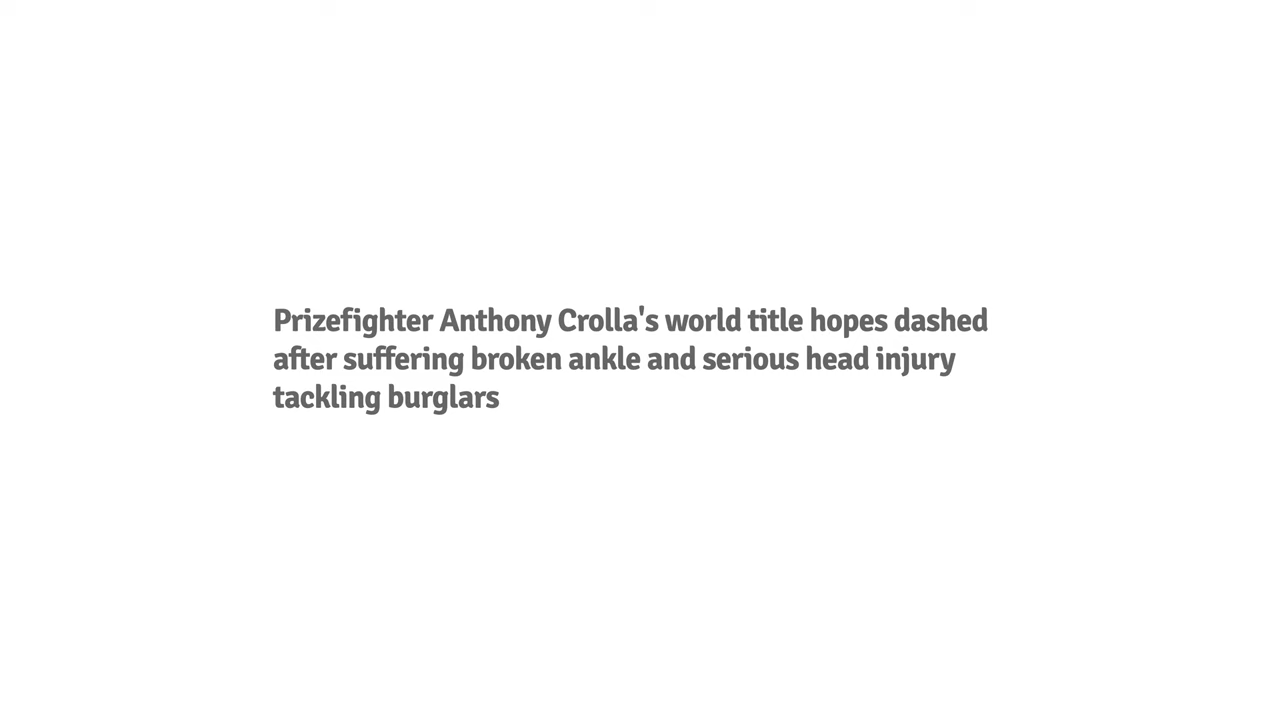 Prizefighter Anthony Crolla's world title hopes dashed
after suffering broken ankle and serious head injury
tackling burglars